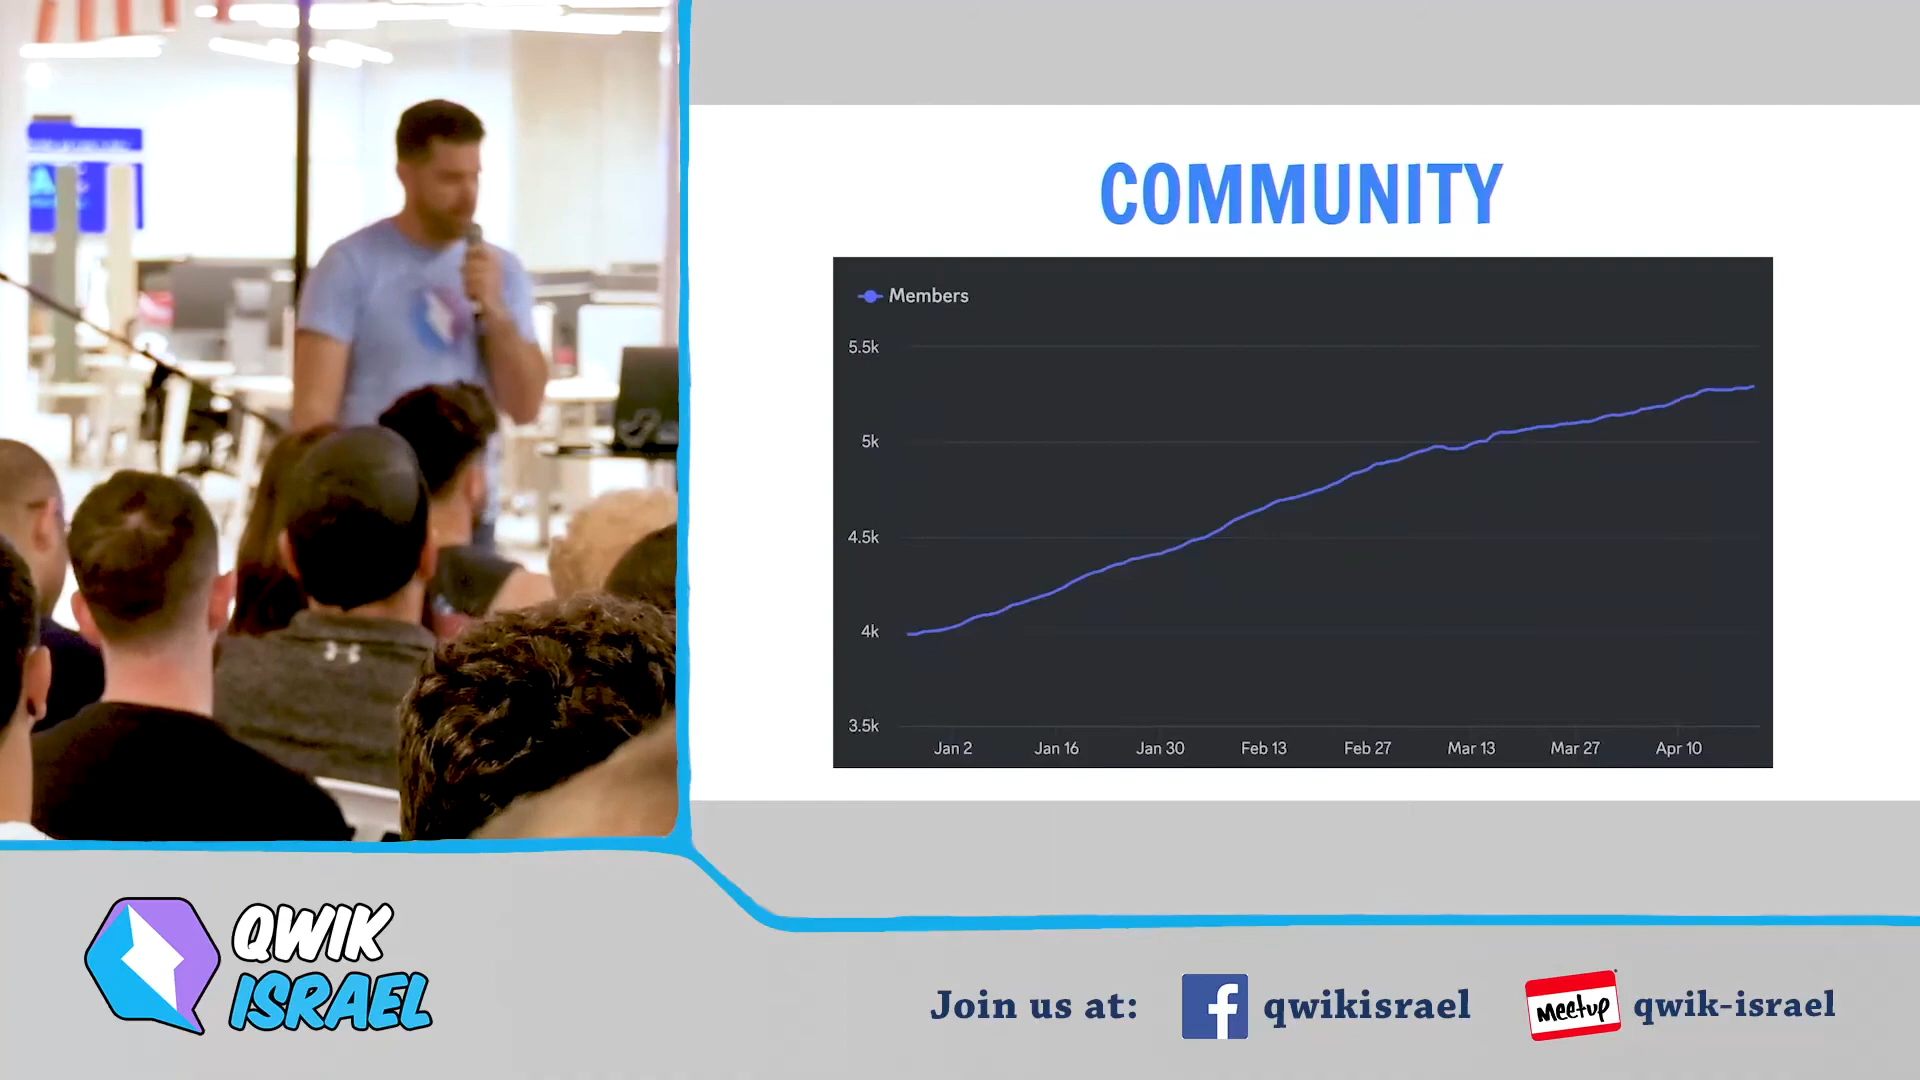 COMMUNITY
Members
5.5k
5k
4.5k
4k
3.5k
Jan 2 Jan 16 Jan 30 Feb 13 Feb 27 Mar 13 Mar 27 Apr 10
QWIK
ISRAEL
Join us at: f qwikisrael Meetup qwik-israel